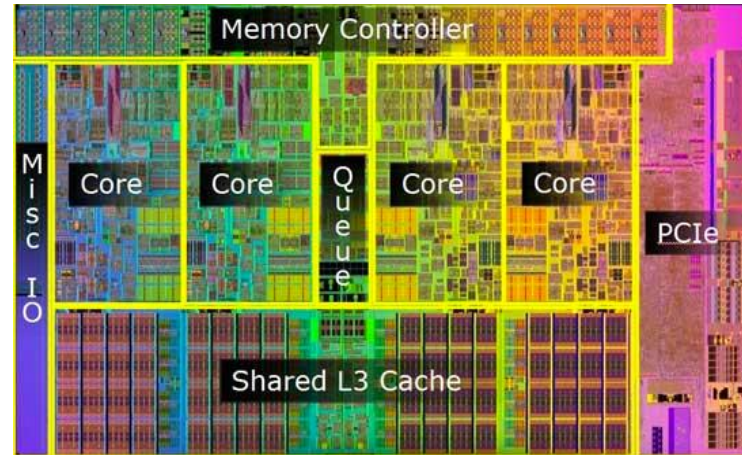 Memory Controller
Misc IO
Core
Core
Queue
Core
Core
PCIe
Shared L3 Cache